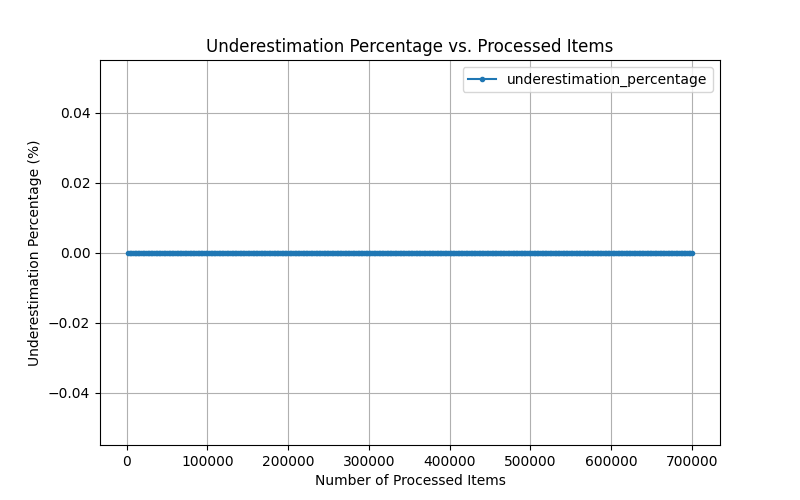 Underestimation Percentage vs. Processed Items
underestimation_percentage
Underestimation Percentage (%)
0.04
0.02
0.00
−0.02
−0.04
0 100000 200000 300000 400000 500000 600000 700000
Number of Processed Items